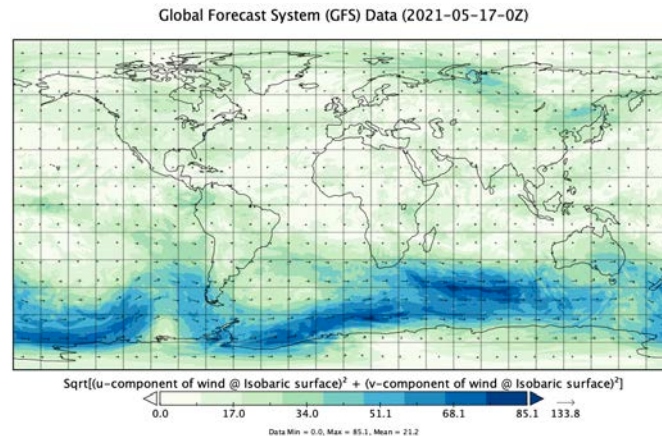 Global Forecast System (GFS) Data (2021-05-17-0Z)
Sqrt[(u-component of wind @ Isobaric surface)² + (v-component of wind @ Isobaric surface)²]
0.0 17.0 34.0 51.1 68.1 85.1 133.8
Data Min = 0.0, Max = 85.1, Mean = 21.2